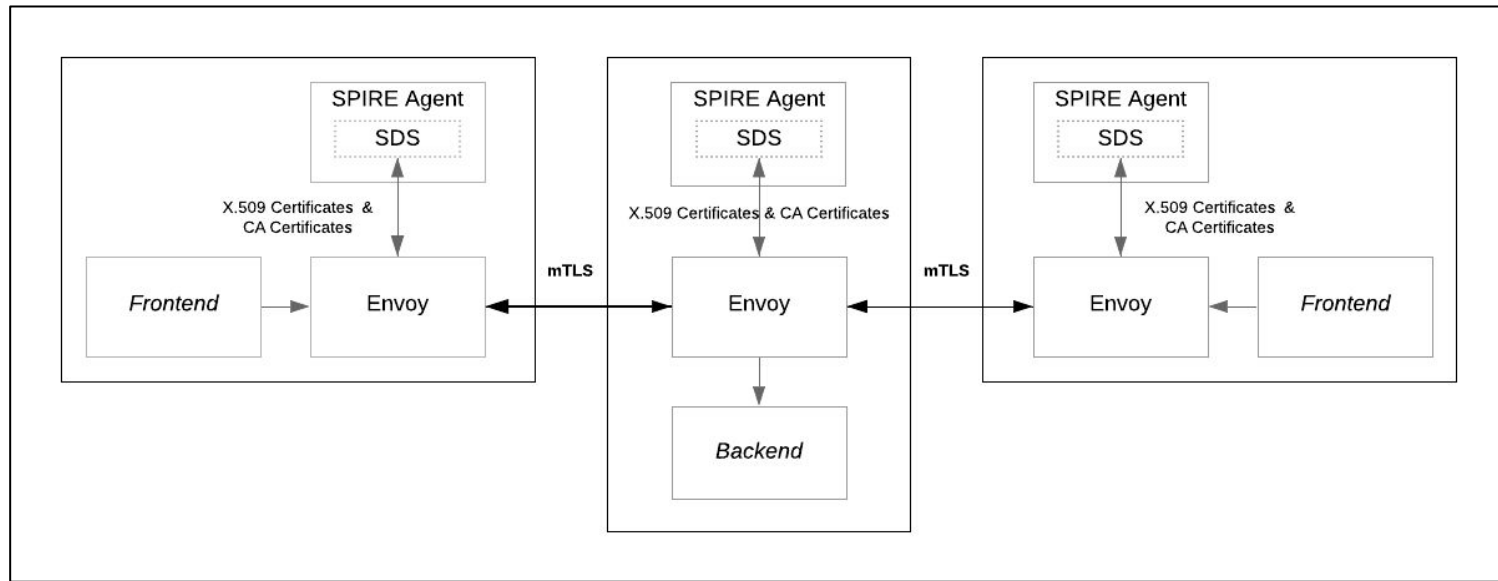 SPIRE Agent
SDS
X.509 Certificates &
CA Certificates
Frontend
Envoy
mTLS
SPIRE Agent
SDS
X.509 Certificates & CA Certificates
Envoy
Backend
mTLS
SPIRE Agent
SDS
X.509 Certificates &
CA Certificates
Envoy
Frontend